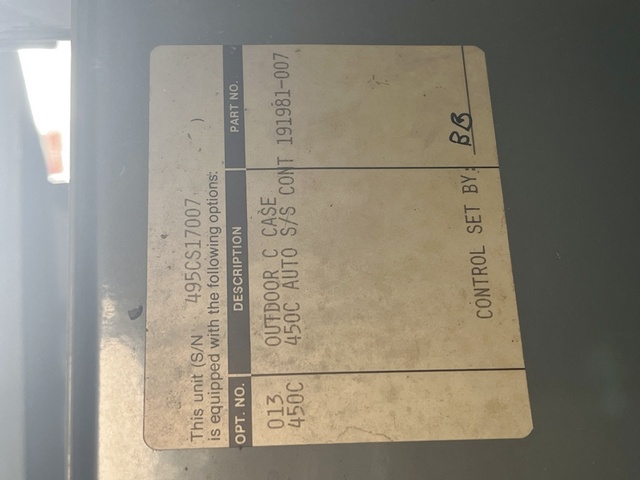 This unit (S/N 495CS17007 )
is equipped with the following options:
OPT. NO. DESCRIPTION PART NO.
013 OUTDOOR C CASE
450C 450C AUTO S/S CONT 191981-007
CONTROL SET BY: BB